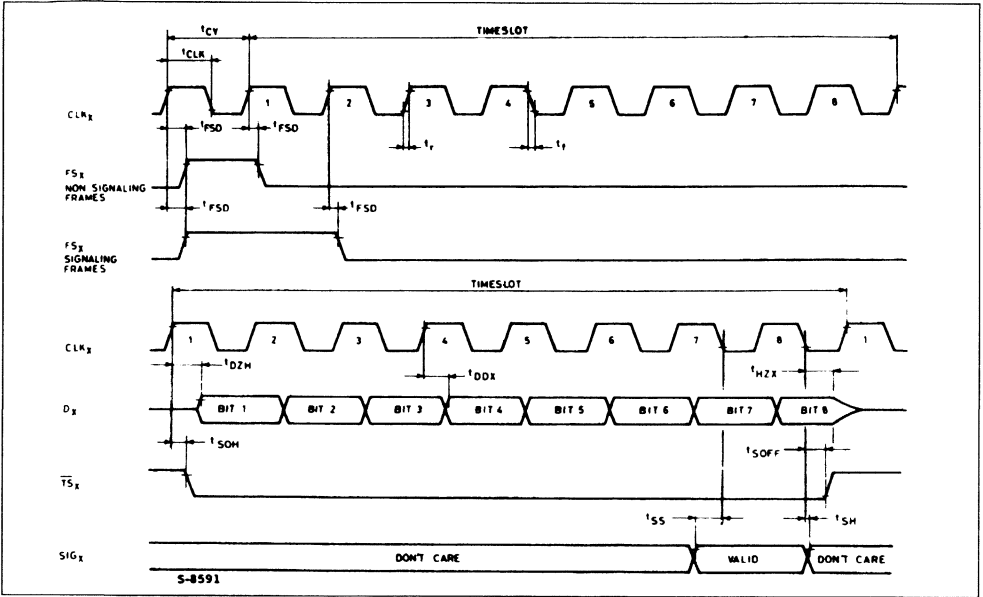 tCY
TIMESLOT
tCLK
CLKX
1 2 3 4 5 6 7 8
tFSD tFSD tr tf
FSX
NON SIGNALING
FRAMES
tFSD tFSD
FSX
SIGNALING
FRAMES
TIMESLOT
CLKX
1 2 3 4 5 6 7 8 1
tDZH tDDX tHZX
DX
BIT 1 BIT 2 BIT 3 BIT 4 BIT 5 BIT 6 BIT 7 BIT 8
tSOH tSOFF
TSX
tSS tSH
SIGX
DON'T CARE VALID DON'T CARE
S-8591